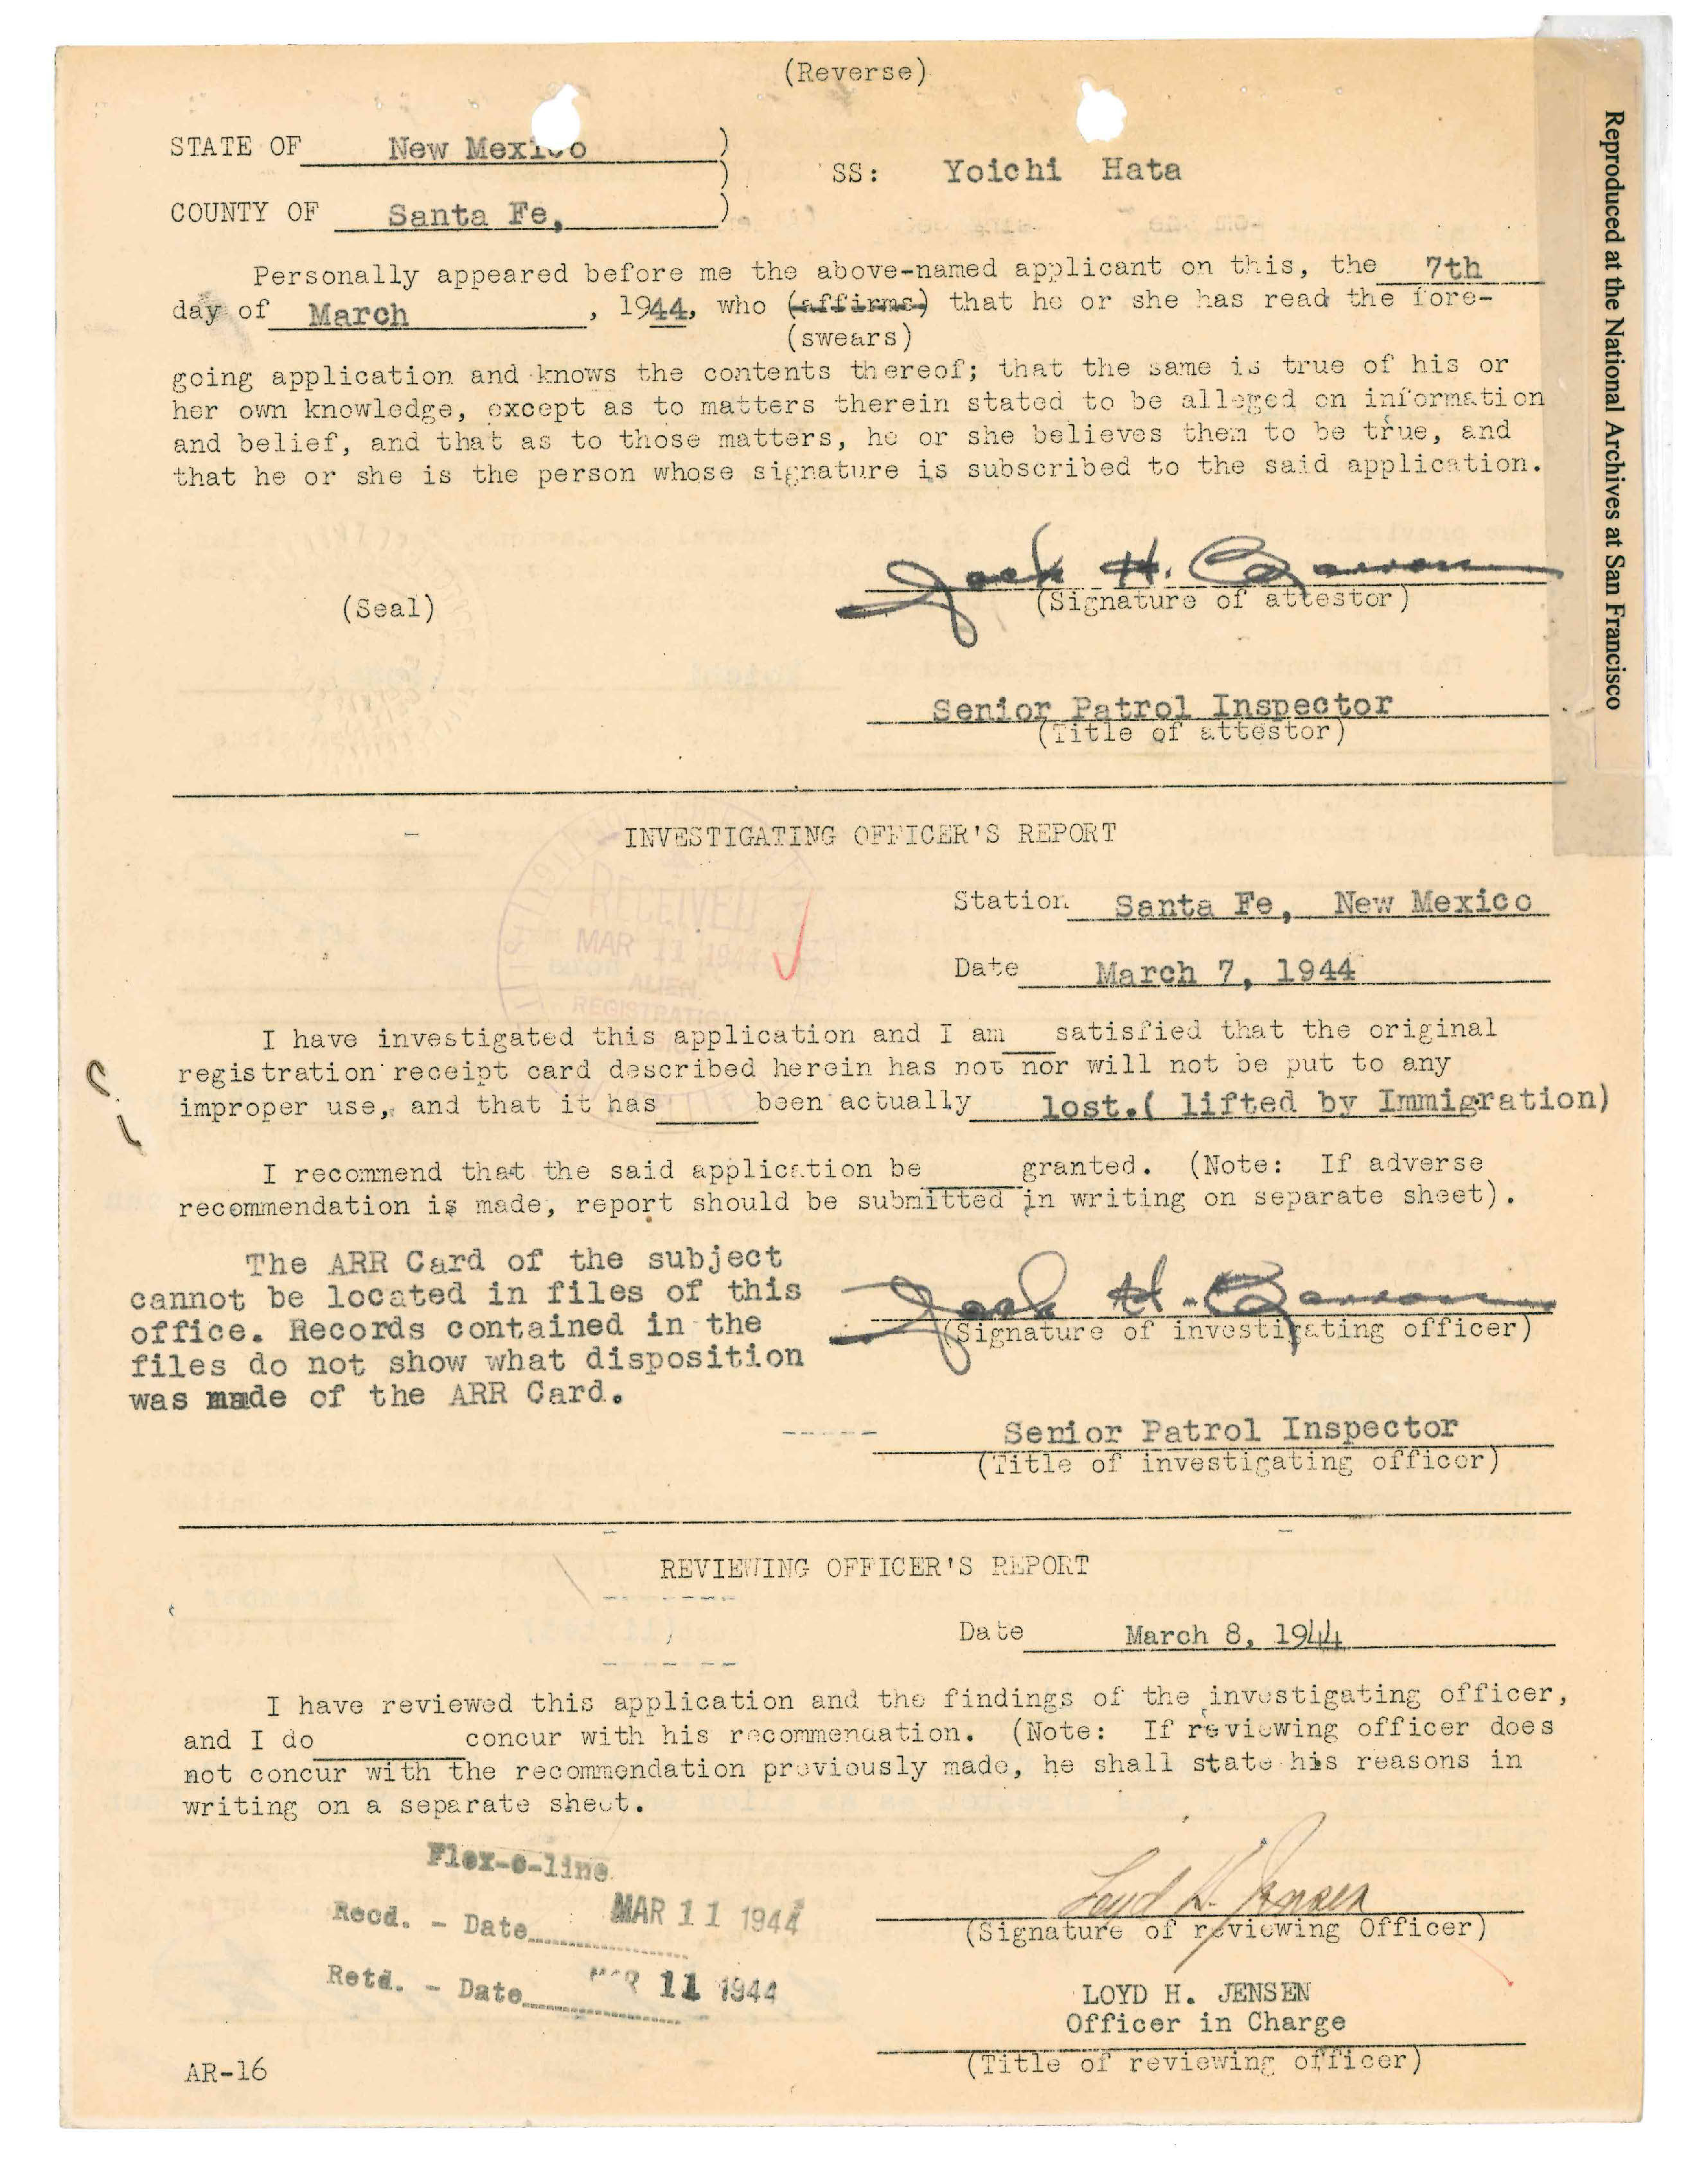 (Reverse)
STATE OF New Mexico )
) SS: Yoichi Hata
COUNTY OF Santa Fe, )
Personally appeared before me the above-named applicant on this, the 7th
day of March , 1944, who (affirms) that he or she has read the fore-
(swears)
going application and knows the contents thereof; that the same is true of his or
her own knowledge, except as to matters therein stated to be alleged on information
and belief, and that as to those matters, he or she believes them to be true, and
that he or she is the person whose signature is subscribed to the said application.
Jack H.
(Seal)
(Signature of attestor)
Senior Patrol Inspector
(Title of attestor)
INVESTIGATING OFFICER'S REPORT
RECEIVED
MAR 11 1944
ALIEN
REGISTRATION
Station Santa Fe, New Mexico
Date March 7, 1944
I have investigated this application and I am satisfied that the original
registration receipt card described herein has not nor will not be put to any
improper use, and that it has been actually lost.( lifted by Immigration)
I recommend that the said application be granted. (Note: If adverse
recommendation is made, report should be submitted in writing on separate sheet).
The ARR Card of the subject
cannot be located in files of this
office. Records contained in the
files do not show what disposition
was made of the ARR Card.
Jack H.
(Signature of investigating officer)
Senior Patrol Inspector
(Title of investigating officer)
REVIEWING OFFICER'S REPORT
Date March 8, 1944
I have reviewed this application and the findings of the investigating officer,
and I do concur with his recommendation. (Note: If reviewing officer does
not concur with the recommendation previously made, he shall state his reasons in
writing on a separate sheet.
Flex-o-line
Recd. - Date MAR 11 1944
Retd. - Date MAR 11 1944
Loyd H. Jensen
(Signature of reviewing Officer)
LOYD H. JENSEN
Officer in Charge
(Title of reviewing officer)
AR-16
Reproduced at the National Archives at San Francisco